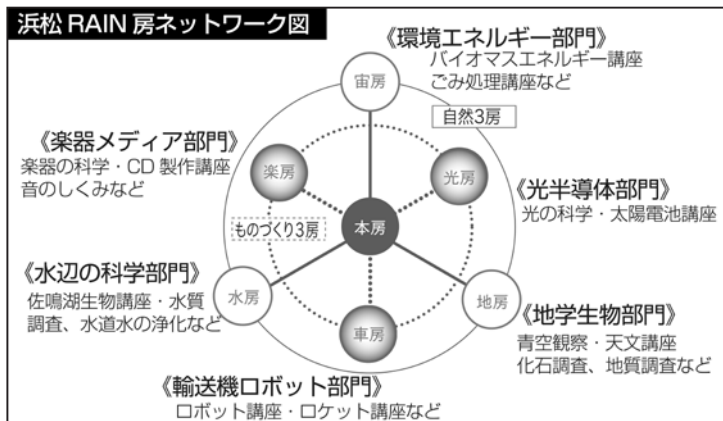 浜松 RAIN 房ネットワーク図
《環境エネルギー部門》
バイオマスエネルギー講座
ごみ処理講座など
宙房
自然3房
《楽器メディア部門》
楽器の科学・CD 製作講座
音のしくみなど
楽房
光房
《光半導体部門》
光の科学・太陽電池講座
ものづくり3房
本房
《水辺の科学部門》
佐鳴湖生物講座・水質
調査、水道水の浄化など
水房
地房
《地学生物部門》
青空観察・天文講座
化石調査、地質調査など
車房
《輸送機ロボット部門》
ロボット講座・ロケット講座など